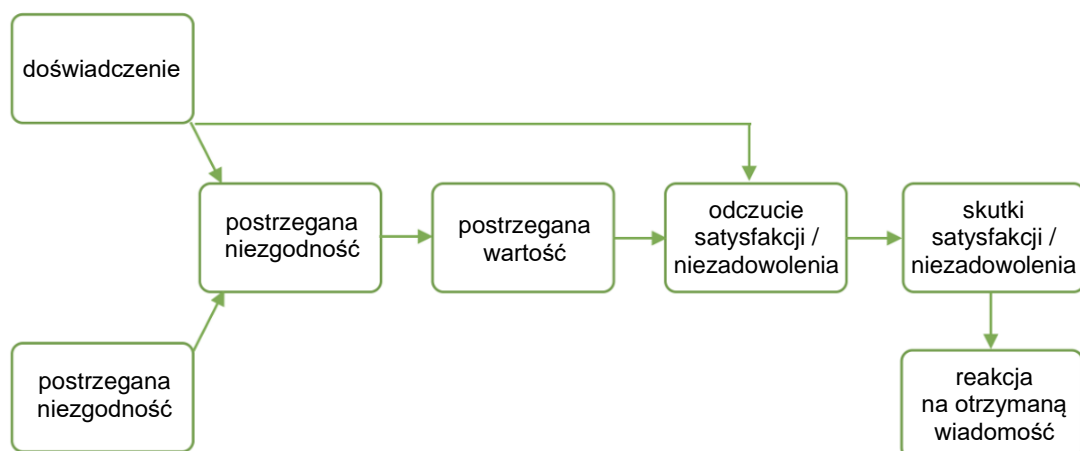 doświadczenie
postrzegana
niezgodność
postrzegana
wartość
odczucie
satysfakcji /
niezadowolenia
skutki
satysfakcji /
niezadowolenia
postrzegana
niezgodność
reakcja
na otrzymaną
wiadomość